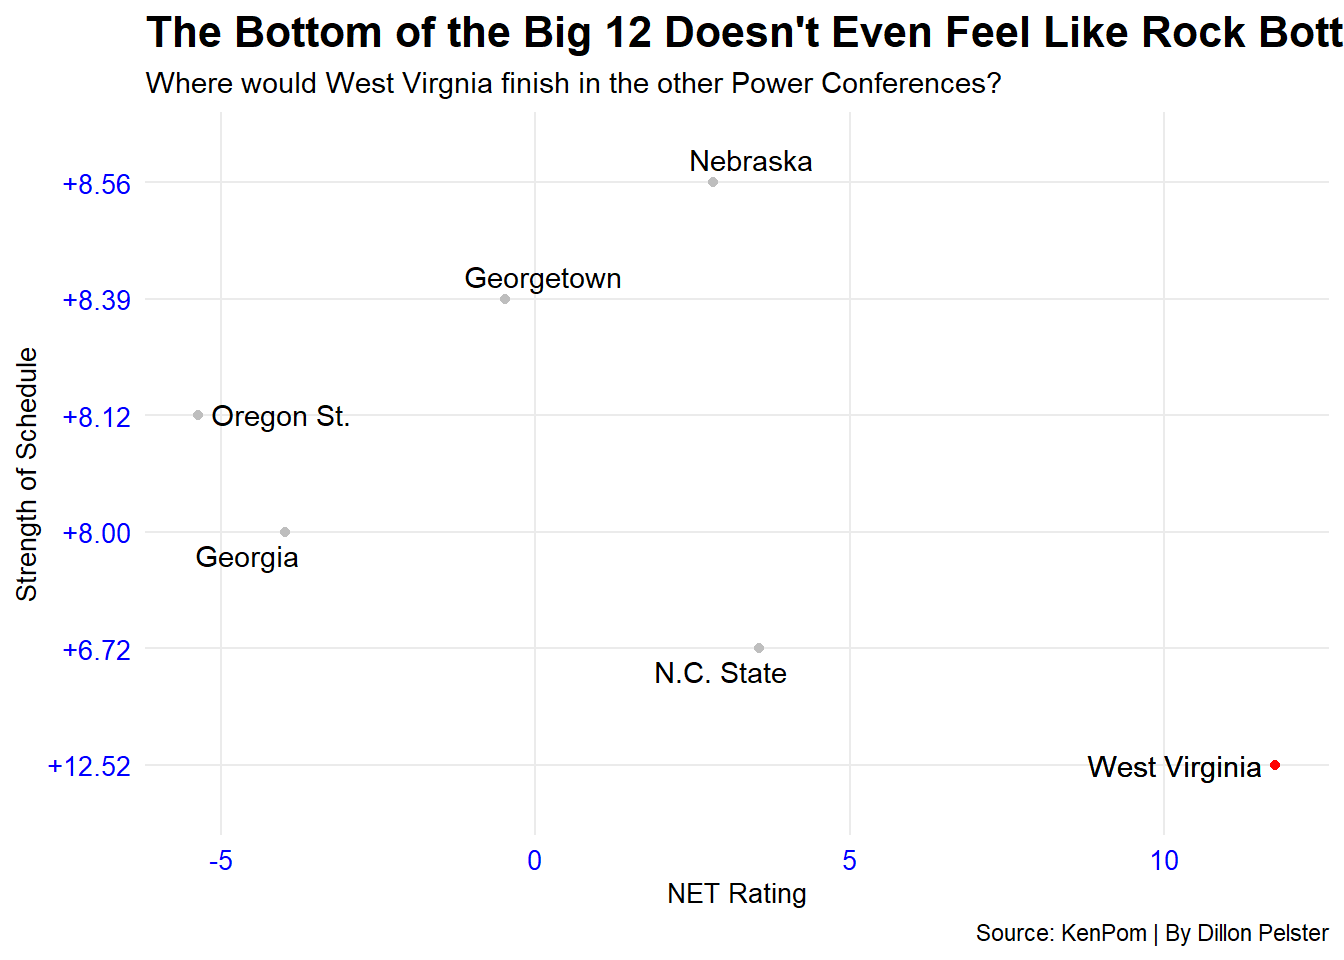 The Bottom of the Big 12 Doesn't Even Feel Like Rock Bott
Where would West Virgnia finish in the other Power Conferences?
Nebraska
+8.56
Georgetown
+8.39
Oregon St.
+8.12
Strength of Schedule
+8.00
Georgia
+6.72
N.C. State
West Virginia
+12.52
-5
0
5
10
NET Rating
Source: KenPom | By Dillon Pelster